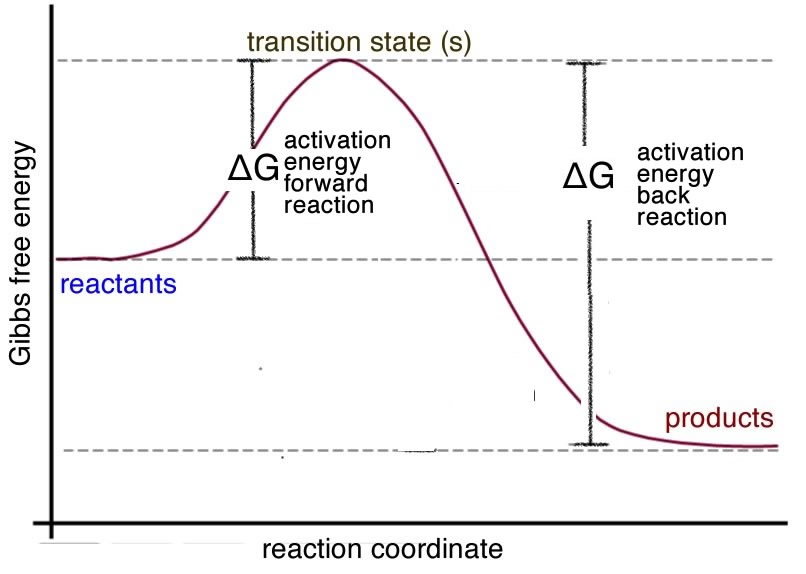 transition state (s)
ΔG
activation
energy
forward
reaction
ΔG
activation
energy
back
reaction
Gibbs free energy
reactants
products
reaction coordinate